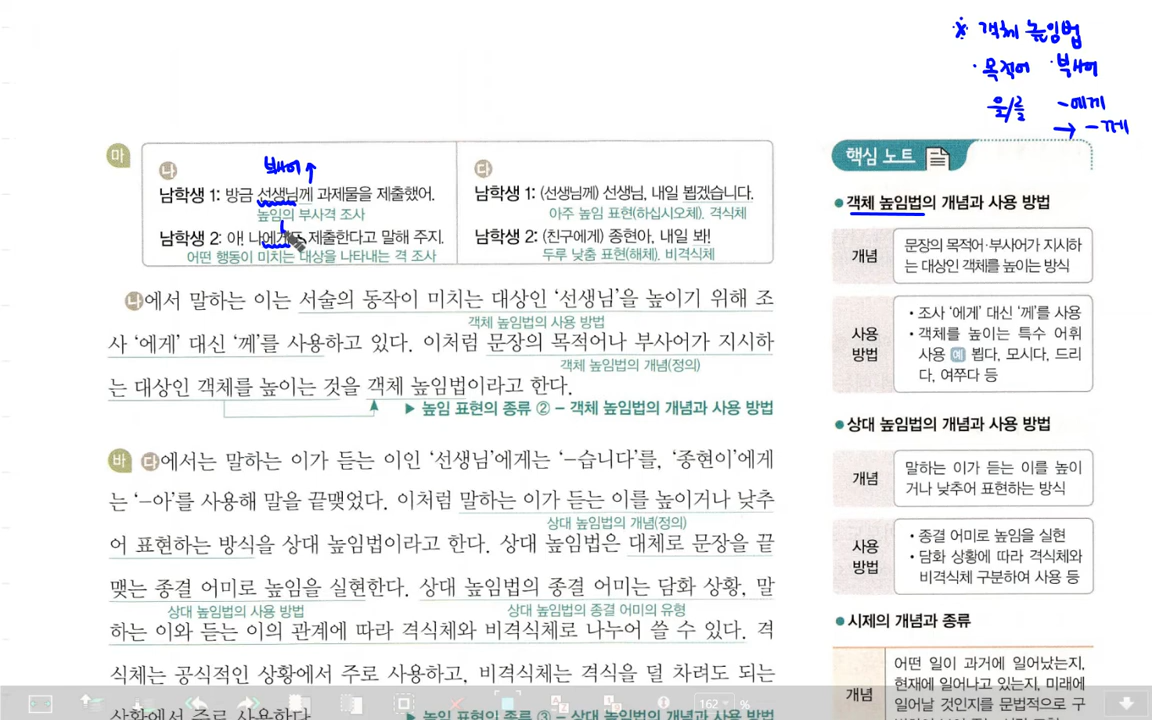 ※ 객체 높임법
· 목적어 · 부사어
을/를 -에게
→ -께
마
나
부사어↑
남학생 1: 방금 선생님께 과제물을 제출했어.
높임의 부사격 조사
남학생 2: 아! 나에게도 제출한다고 말해 주지.
어떤 행동이 미치는 대상을 나타내는 격 조사
다
남학생 1: (선생님께) 선생님, 내일 뵙겠습니다.
아주 높임 표현(하십시오체). 격식체
남학생 2: (친구에게) 종현아, 내일 봐!
두루 낮춤 표현(해체). 비격식체
나에서 말하는 이는 서술의 동작이 미치는 대상인 ‘선생님’을 높이기 위해 조
객체 높임법의 사용 방법
사 ‘에게’ 대신 ‘께’를 사용하고 있다. 이처럼 문장의 목적어나 부사어가 지시하
객체 높임법의 개념(정의)
는 대상인 객체를 높이는 것을 객체 높임법이라고 한다.
▶ 높임 표현의 종류 ② – 객체 높임법의 개념과 사용 방법
바 다에서는 말하는 이가 듣는 이인 ‘선생님’에게는 ‘–습니다’를, ‘종현이’에게
는 ‘–아’를 사용해 말을 끝맺었다. 이처럼 말하는 이가 듣는 이를 높이거나 낮추
상대 높임법의 개념(정의)
어 표현하는 방식을 상대 높임법이라고 한다. 상대 높임법은 대체로 문장을 끝
맺는 종결 어미로 높임을 실현한다. 상대 높임법의 종결 어미는 담화 상황, 말
상대 높임법의 사용 방법 상대 높임법의 종결 어미의 유형
하는 이와 듣는 이의 관계에 따라 격식체와 비격식체로 나누어 쓸 수 있다. 격
식체는 공식적인 상황에서 주로 사용하고, 비격식체는 격식을 덜 차려도 되는
상황에서 주로 사용한다.
▶ 높임 표현의 종류 ③ – 상대 높임법의 개념과 사용 방법
핵심 노트
● 객체 높임법의 개념과 사용 방법
개념
문장의 목적어·부사어가 지시하
는 대상인 객체를 높이는 방식
사용
방법
• 조사 ‘에게’ 대신 ‘께’를 사용
• 객체를 높이는 특수 어휘
사용 예 뵙다, 모시다, 드리
다, 여쭈다 등
● 상대 높임법의 개념과 사용 방법
개념
말하는 이가 듣는 이를 높이
거나 낮추어 표현하는 방식
사용
방법
• 종결 어미로 높임을 실현
• 담화 상황에 따라 격식체와
비격식체 구분하여 사용 등
● 시제의 개념과 종류
개념
어떤 일이 과거에 일어났는지,
현재에 일어나고 있는지, 미래에
일어날 것인지를 문법적으로 구
162 %